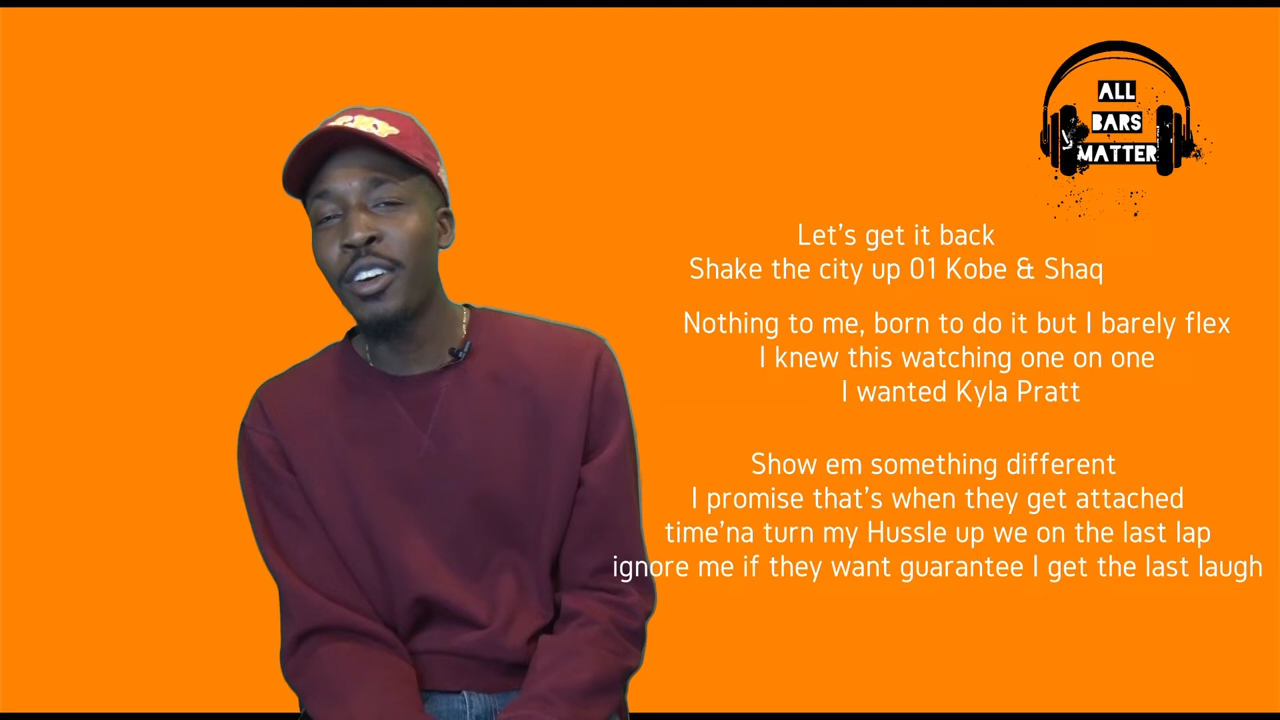 ALL
BARS
MATTER
Let's get it back
Shake the city up 01 Kobe & Shaq
Nothing to me, born to do it but I barely flex
I knew this watching one on one
I wanted Kyla Pratt
Show em something different
I promise that's when they get attached
time'na turn my Hussle up we on the last lap
ignore me if they want guarantee I get the last laugh